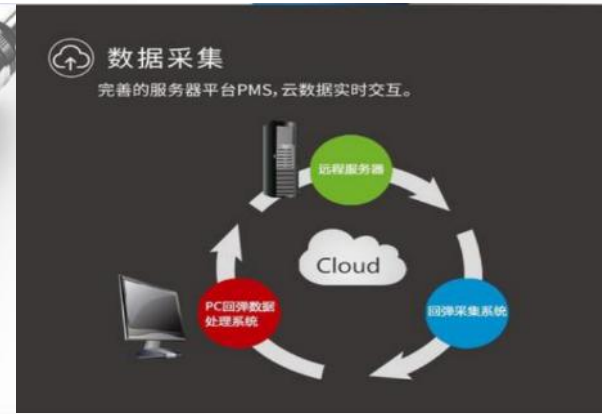 数据采集
完善的服务器平台PMS,云数据实时交互。
远程服务器
Cloud
PC回弹数据
处理系统
回弹采集系统